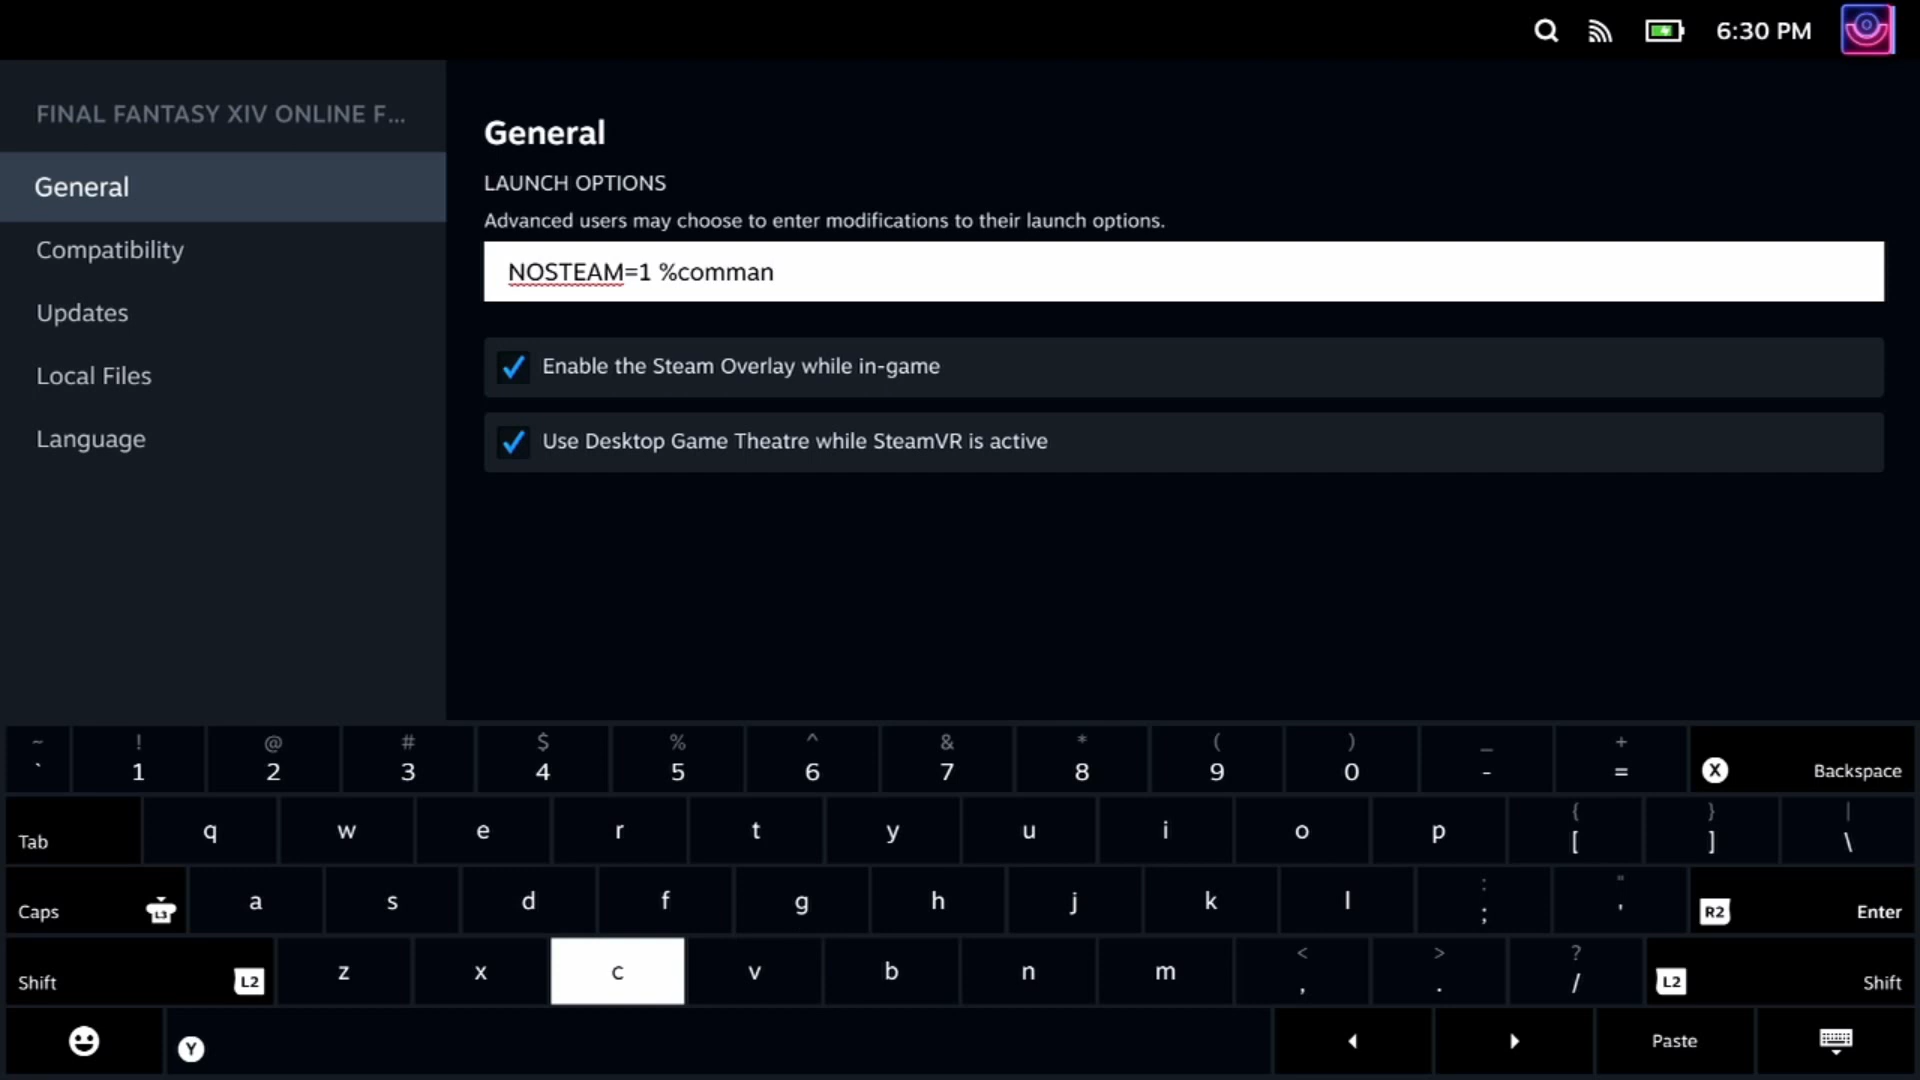 6:30 PM
FINAL FANTASY XIV ONLINE F...
General
Compatibility
Updates
Local Files
Language
General
LAUNCH OPTIONS
Advanced users may choose to enter modifications to their launch options.
NOSTEAM=1 %comman
Enable the Steam Overlay while in-game
Use Desktop Game Theatre while SteamVR is active
~ ! @ # $ % ^ & * ( ) _ +
` 1 2 3 4 5 6 7 8 9 0 - = X Backspace
{ } |
Tab q w e r t y u i o p [ ] \
: "
Caps L3 a s d f g h j k l ; ' R2 Enter
< > ?
Shift L2 z x c v b n m , . / L2 Shift
Y Paste